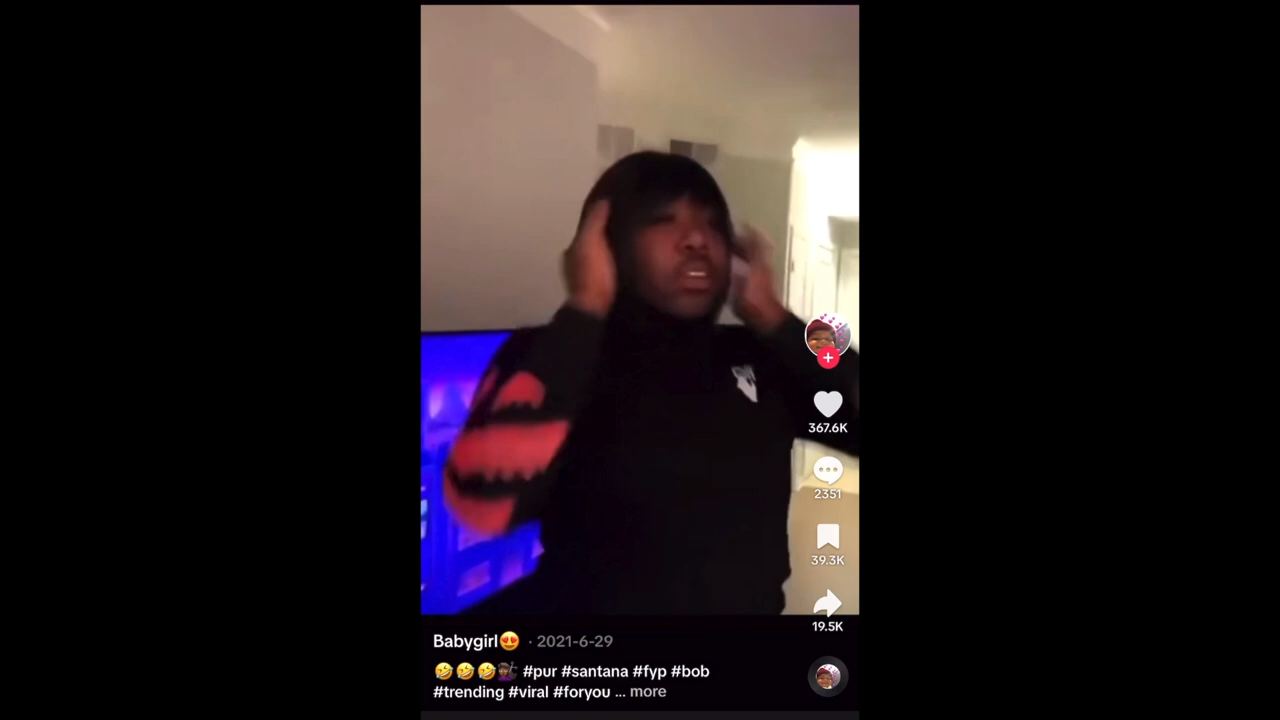 367.6K
2351
39.3K
19.5K
Babygirl😍 · 2021-6-29
🤣🤣🤣💇🏿‍♀️ #pur #santana #fyp #bob
#trending #viral #foryou ... more